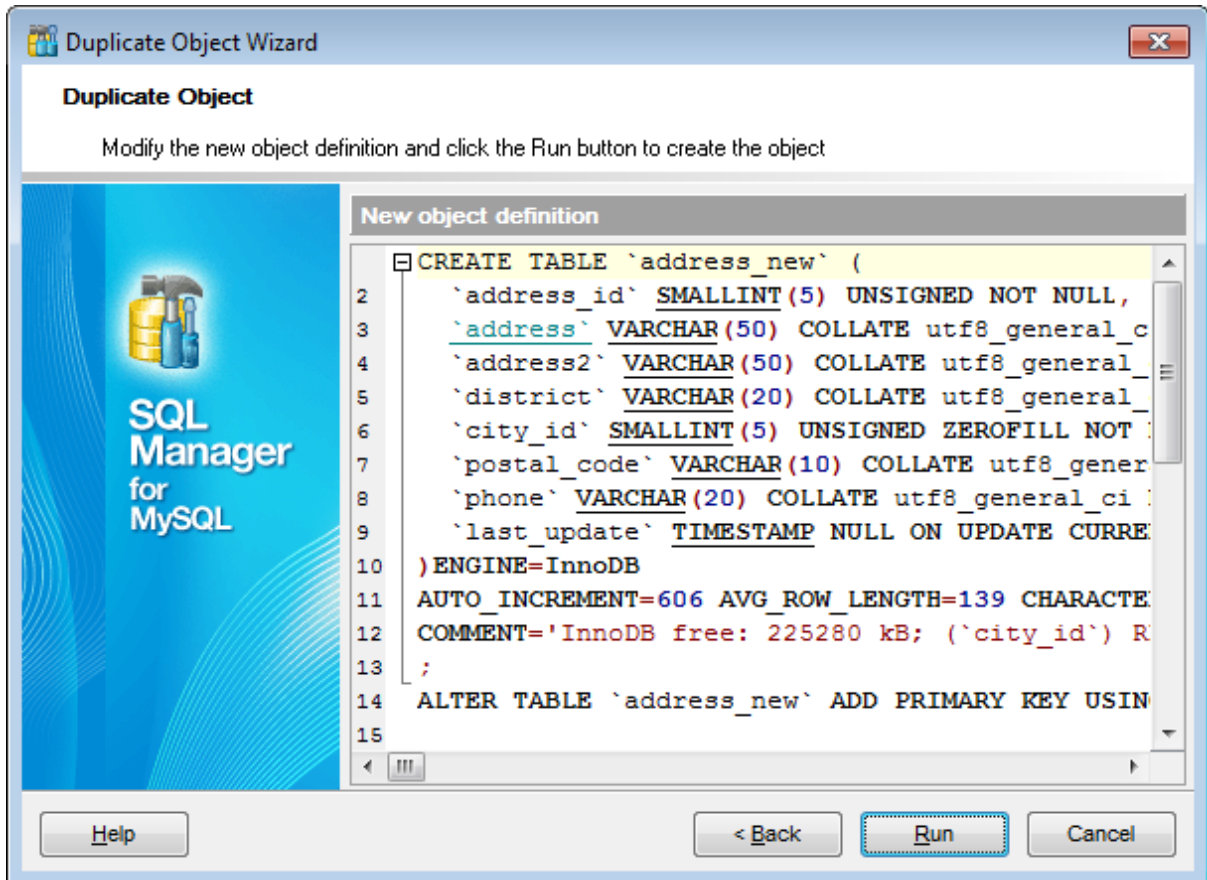 Duplicate Object Wizard
Duplicate Object
Modify the new object definition and click the Run button to create the object
SQL
Manager
for
MySQL
New object definition
CREATE TABLE `address_new` (
2 `address_id` SMALLINT(5) UNSIGNED NOT NULL,
3 `address` VARCHAR(50) COLLATE utf8_general_c
4 `address2` VARCHAR(50) COLLATE utf8_general_
5 `district` VARCHAR(20) COLLATE utf8_general_
6 `city_id` SMALLINT(5) UNSIGNED ZEROFILL NOT
7 `postal_code` VARCHAR(10) COLLATE utf8_gener
8 `phone` VARCHAR(20) COLLATE utf8_general_ci
9 `last_update` TIMESTAMP NULL ON UPDATE CURRE
10 )ENGINE=InnoDB
11 AUTO_INCREMENT=606 AVG_ROW_LENGTH=139 CHARACTE
12 COMMENT='InnoDB free: 225280 kB; (`city_id`) R
13 ;
14 ALTER TABLE `address_new` ADD PRIMARY KEY USIN
15
Help
< Back
Run
Cancel